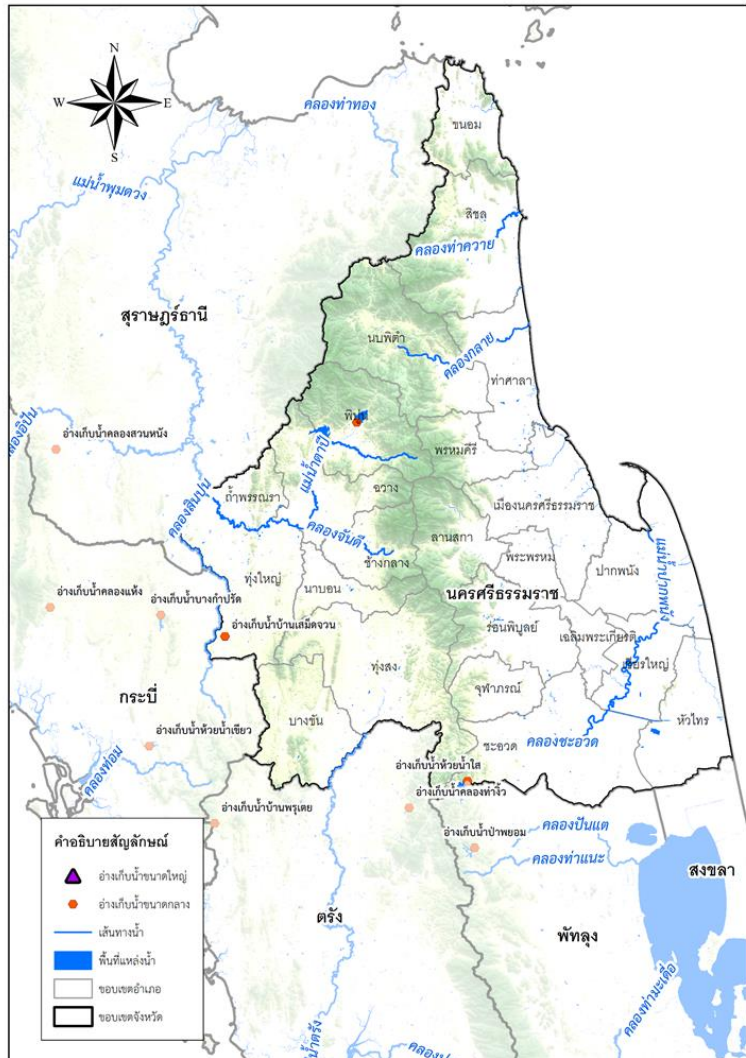 N
W
E
S
คลองท่าทอง
ขนอม
แม่น้ำพุมดวง
สิชล
คลองท่าควาย
สุราษฎร์ธานี
นบพิตำ
คลองกลาย
ท่าศาลา
คลองอิปัน
อ่างเก็บน้ำคลองสวนหนัง
พรหมคีรี
แม่น้ำตาปี
ฉวาง
ถ้ำพรรณรา
เมืองนครศรีธรรมราช
คลองสินปุน
คลองจันดี
ลานสกา
แม่น้ำปากพนัง
ช้างกลาง
พระพรหม
ปากพนัง
ทุ่งใหญ่
นาบอน
นครศรีธรรมราช
อ่างเก็บน้ำคลองแห้ง
อ่างเก็บน้ำบางกำปรัด
อ่างเก็บน้ำบ้านเสม็ดจวน
ร่อนพิบูลย์
เฉลิมพระเกียรติ
ทุ่งสง
เชียรใหญ่
กระบี่
จุฬาภรณ์
บางขัน
หัวไทร
อ่างเก็บน้ำห้วยน้ำเขียว
ชะอวด
คลองชะอวด
คลองท่อม
อ่างเก็บน้ำห้วยน้ำใส
อ่างเก็บน้ำคลองท่างิ้ว
อ่างเก็บน้ำบ้านพรุเตย
คลองปันแต
อ่างเก็บน้ำป่าพยอม
คลองท่าแนะ
สงขลา
ตรัง
พัทลุง
คลองท่ามะเดื่อ
คำอธิบายสัญลักษณ์
อ่างเก็บน้ำขนาดใหญ่
อ่างเก็บน้ำขนาดกลาง
เส้นทางน้ำ
พื้นที่แหล่งน้ำ
ขอบเขตอำเภอ
ขอบเขตจังหวัด